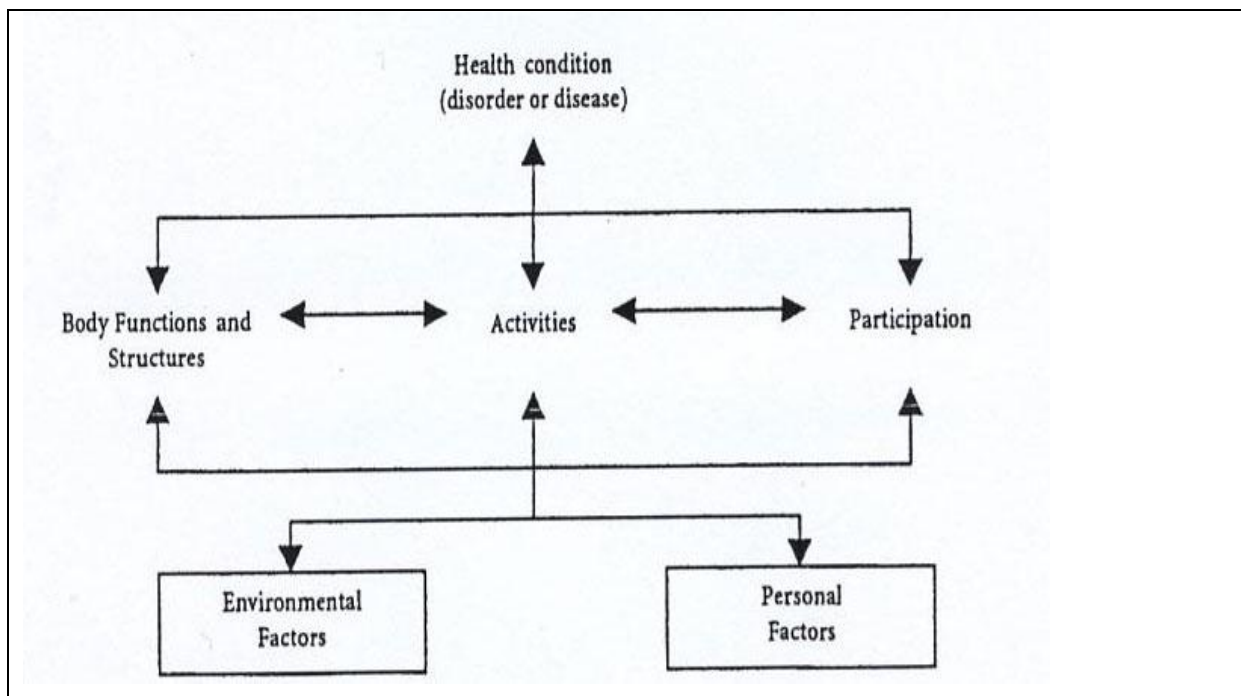 Health condition
(disorder or disease)
Body Functions and
Structures
Activities
Participation
Environmental
Factors
Personal
Factors